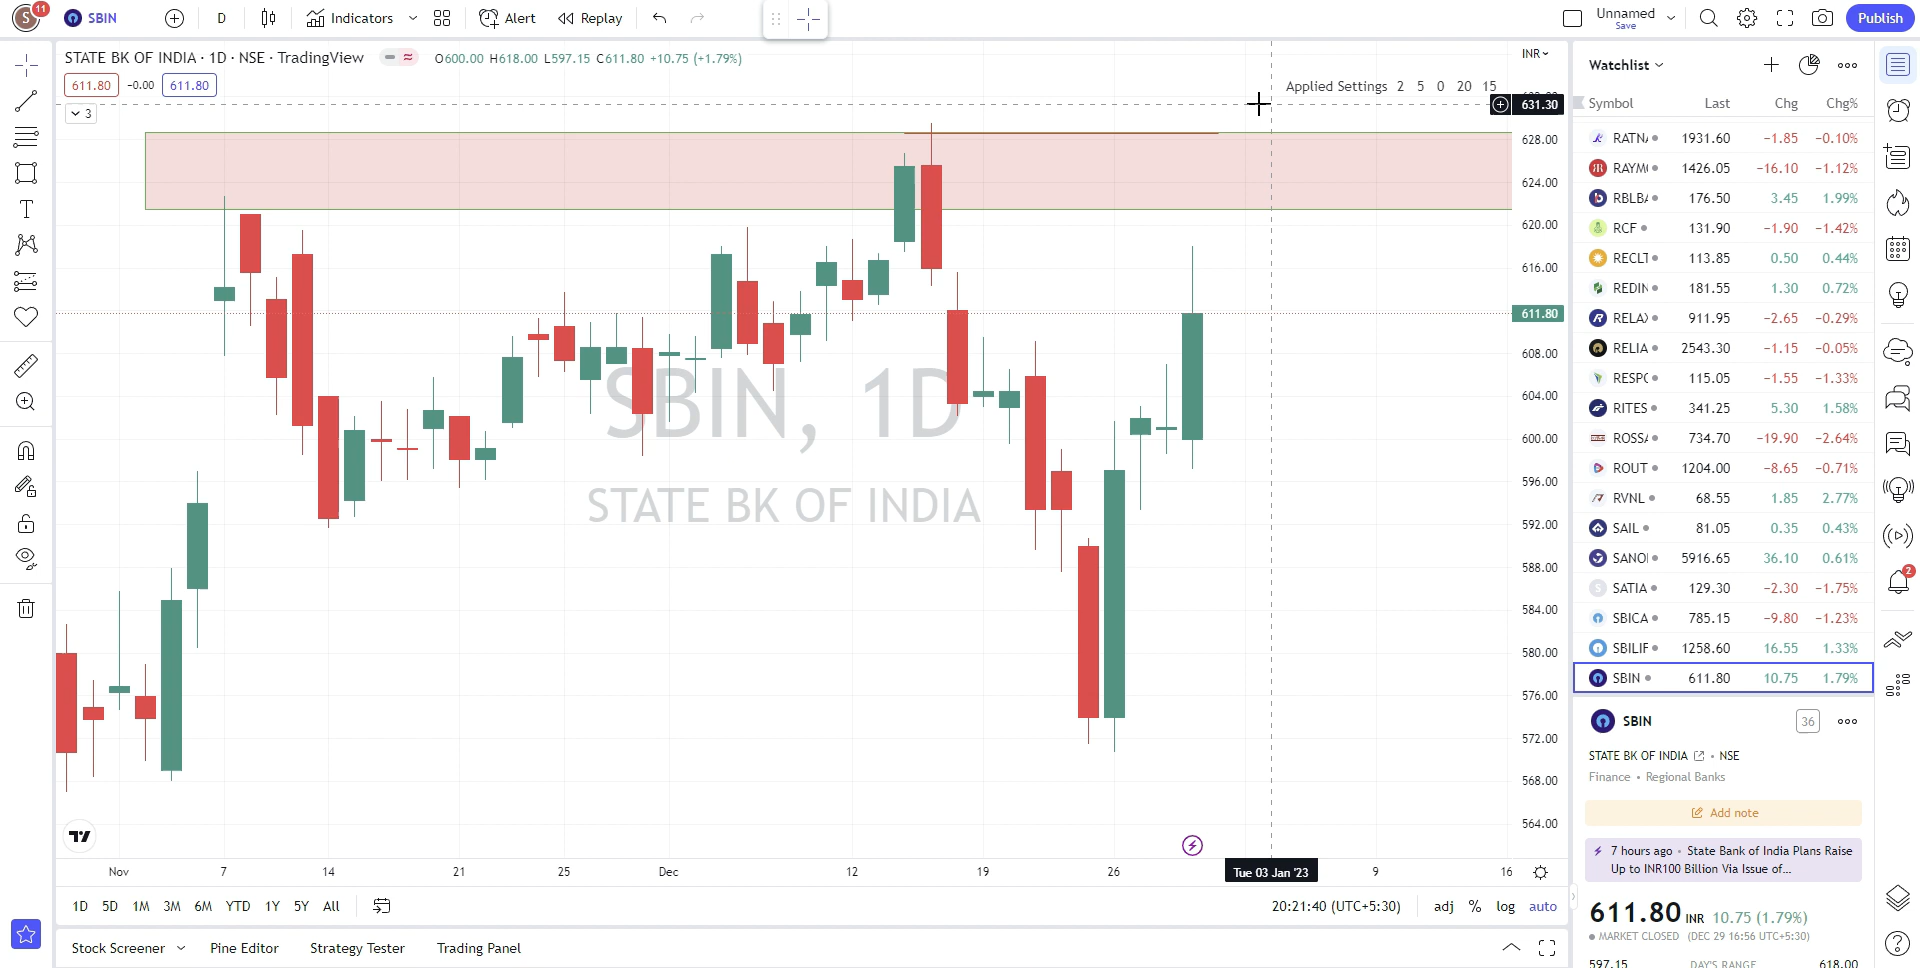 S 11 SBIN D Indicators Alert Replay Unnamed Save Publish
STATE BK OF INDIA · 1D · NSE · TradingView O600.00 H618.00 L597.15 C611.80 +10.75 (+1.79%)
INR
611.80 -0.00 611.80
Applied Settings 2 5 0 20 15
3
631.30
628.00
624.00
620.00
616.00
611.80
608.00
604.00
600.00
596.00
592.00
588.00
584.00
580.00
576.00
572.00
568.00
564.00
SBIN, 1D
STATE BK OF INDIA
Nov 7 14 21 25 Dec 12 19 26 Tue 03 Jan '23 9 16
1D 5D 1M 3M 6M YTD 1Y 5Y All
20:21:40 (UTC+5:30) adj % log auto
Stock Screener Pine Editor Strategy Tester Trading Panel
Watchlist
Symbol Last Chg Chg%
RATN 1931.60 −1.85 −0.10%
RAYM 1426.05 −16.10 −1.12%
RBLBA 176.50 3.45 1.99%
RCF 131.90 −1.90 −1.42%
RECLT 113.85 0.50 0.44%
REDIN 181.55 1.30 0.72%
RELAX 911.95 −2.65 −0.29%
RELIA 2543.30 −1.15 −0.05%
RESPO 115.05 −1.55 −1.33%
RITES 341.25 5.30 1.58%
ROSSA 734.70 −19.90 −2.64%
ROUT 1204.00 −8.65 −0.71%
RVNL 68.55 1.85 2.77%
SAIL 81.05 0.35 0.43%
SANO 5916.65 36.10 0.61%
S SATIA 129.30 −2.30 −1.75%
SBICA 785.15 −9.80 −1.23%
SBILIF 1258.60 16.55 1.33%
SBIN 611.80 10.75 1.79%
2
SBIN 36
STATE BK OF INDIA • NSE
Finance • Regional Banks
Add note
7 hours ago · State Bank of India Plans Raise
Up to INR100 Billion Via Issue of...
611.80 INR 10.75 (1.79%)
MARKET CLOSED (DEC 29 16:56 UTC+5:30)
597.15 DAY'S RANGE 618.00